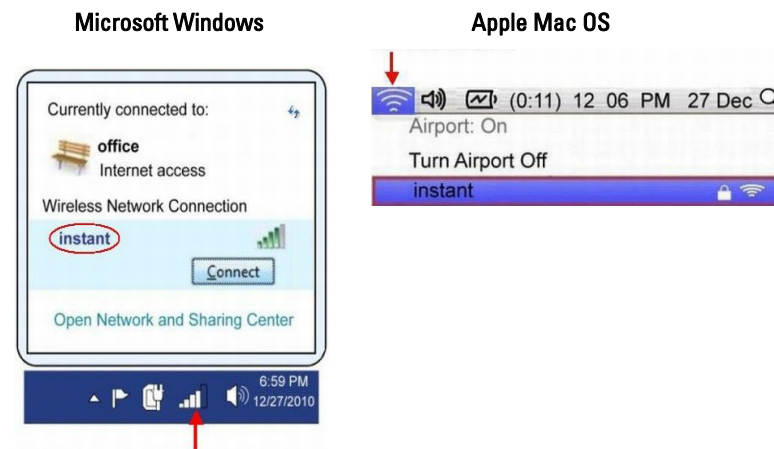 Microsoft Windows
Currently connected to:
office
Internet access
Wireless Network Connection
instant
Connect
Open Network and Sharing Center
6:59 PM
12/27/2010
Apple Mac OS
(0:11) 12 06 PM 27 Dec
Airport: On
Turn Airport Off
instant